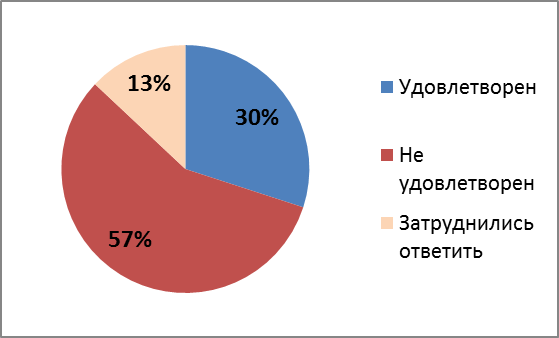 13%
30%
57%
Удовлетворен
Не
удовлетворен
Затруднились
ответить